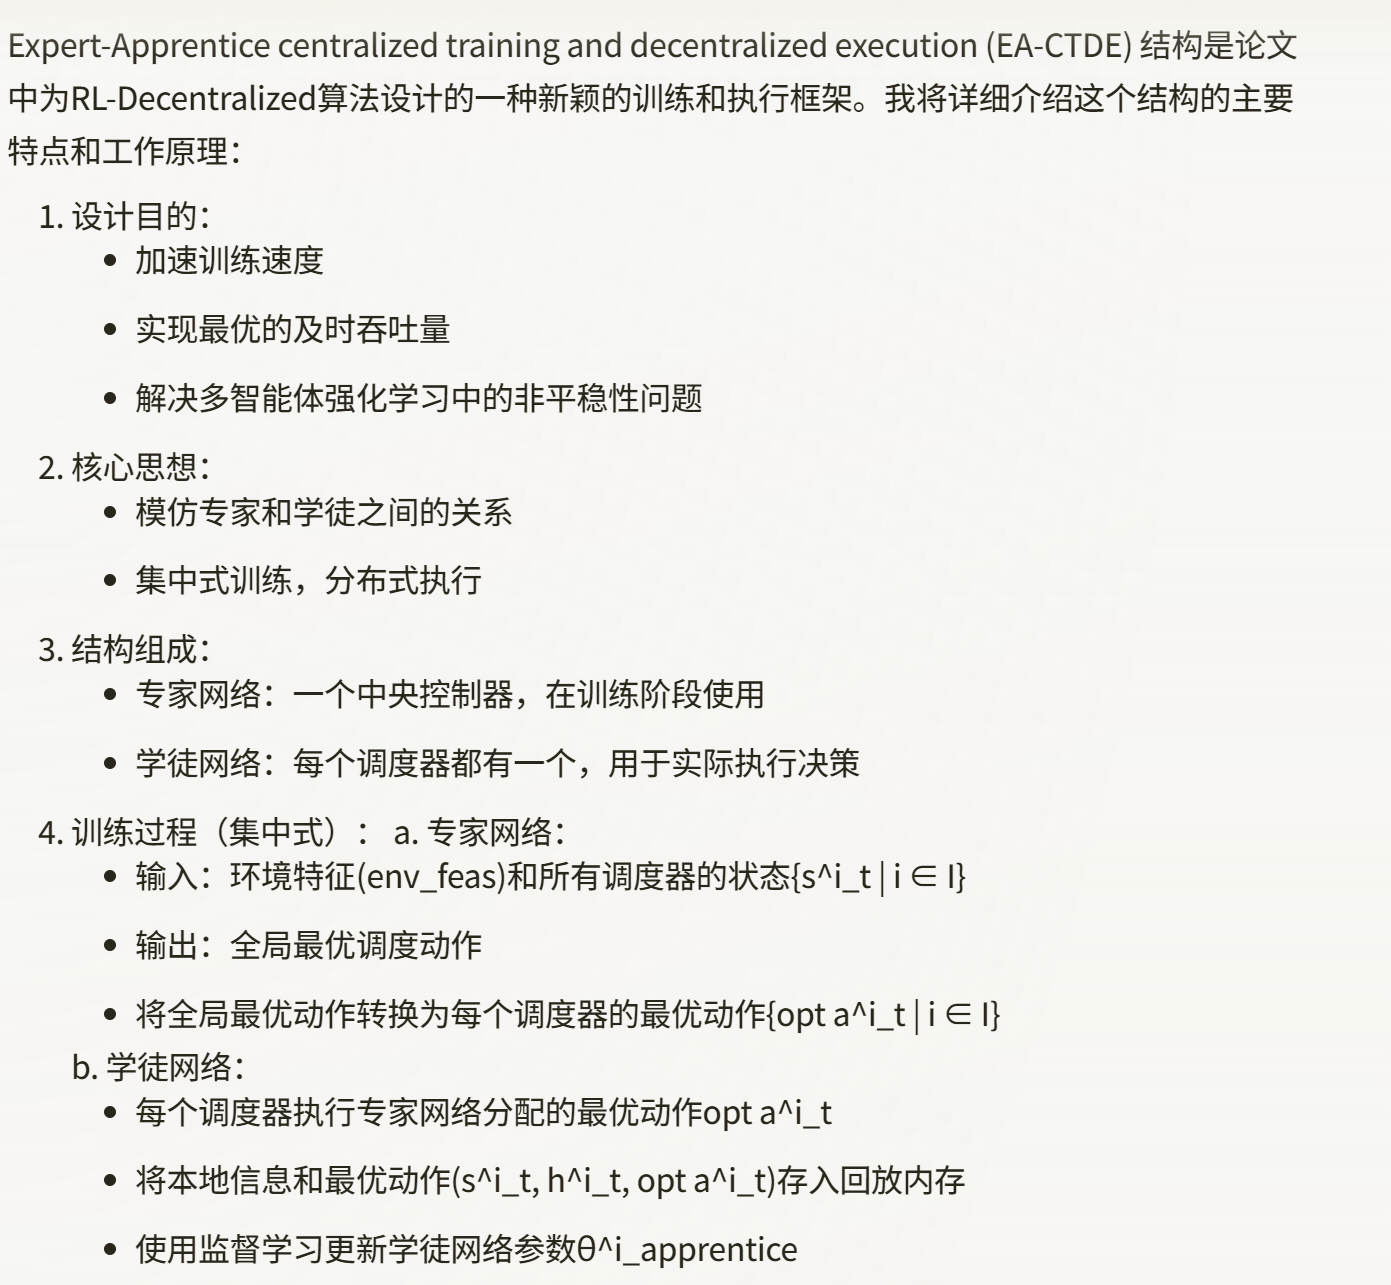 Expert-Apprentice centralized training and decentralized execution (EA-CTDE) 结构是论文
中为RL-Decentralized算法设计的一种新颖的训练和执行框架。我将详细介绍这个结构的主要
特点和工作原理：
1. 设计目的：
• 加速训练速度
• 实现最优的及时吞吐量
• 解决多智能体强化学习中的非平稳性问题
2. 核心思想：
• 模仿专家和学徒之间的关系
• 集中式训练，分布式执行
3. 结构组成：
• 专家网络：一个中央控制器，在训练阶段使用
• 学徒网络：每个调度器都有一个，用于实际执行决策
4. 训练过程（集中式）： a. 专家网络：
• 输入：环境特征(env_feas)和所有调度器的状态{s^i_t | i ∈ I}
• 输出：全局最优调度动作
• 将全局最优动作转换为每个调度器的最优动作{opt a^i_t | i ∈ I}
b. 学徒网络：
• 每个调度器执行专家网络分配的最优动作opt a^i_t
• 将本地信息和最优动作(s^i_t, h^i_t, opt a^i_t)存入回放内存
• 使用监督学习更新学徒网络参数θ^i_apprentice